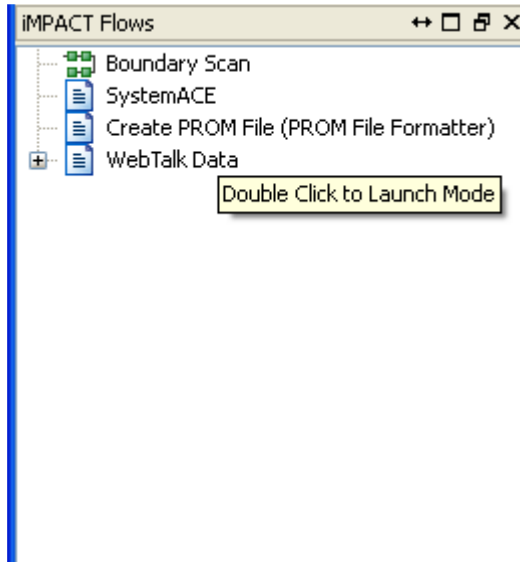 iMPACT Flows
Boundary Scan
SystemACE
Create PROM File (PROM File Formatter)
WebTalk Data
Double Click to Launch Mode